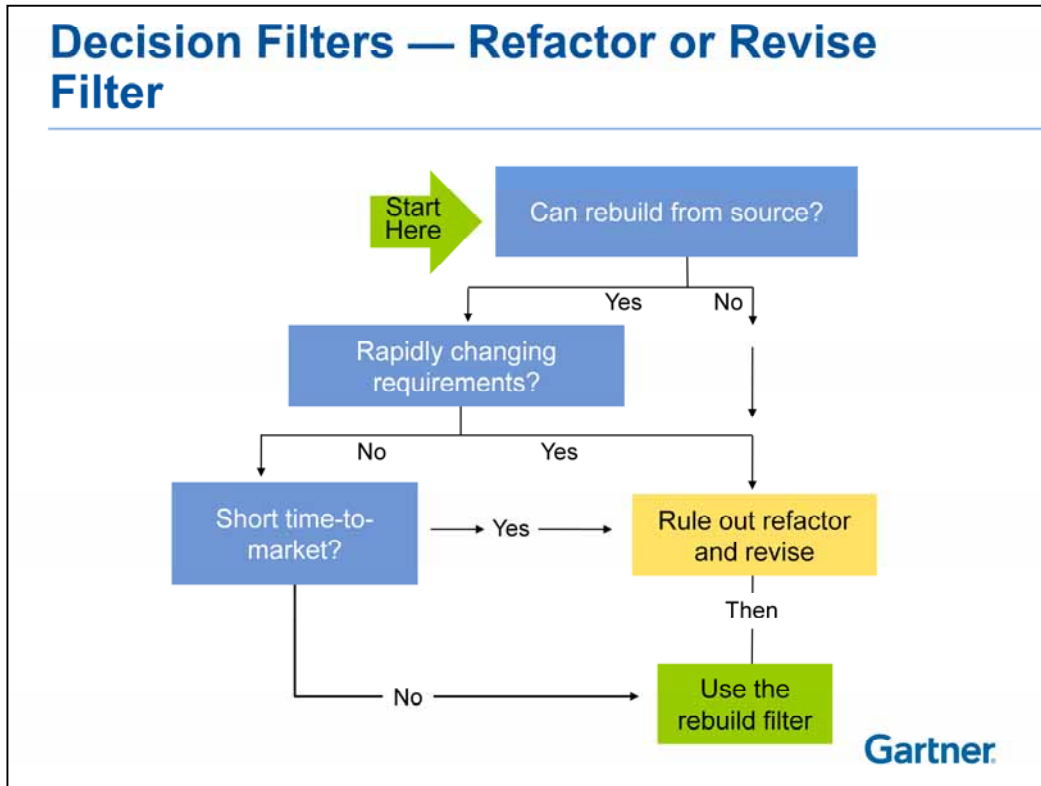 Decision Filters — Refactor or Revise
Filter
Start
Here
Can rebuild from source?
Yes
No
Rapidly changing
requirements?
No
Yes
Short time-to-
market?
Yes
Rule out refactor
and revise
Then
No
Use the
rebuild filter
Gartner.